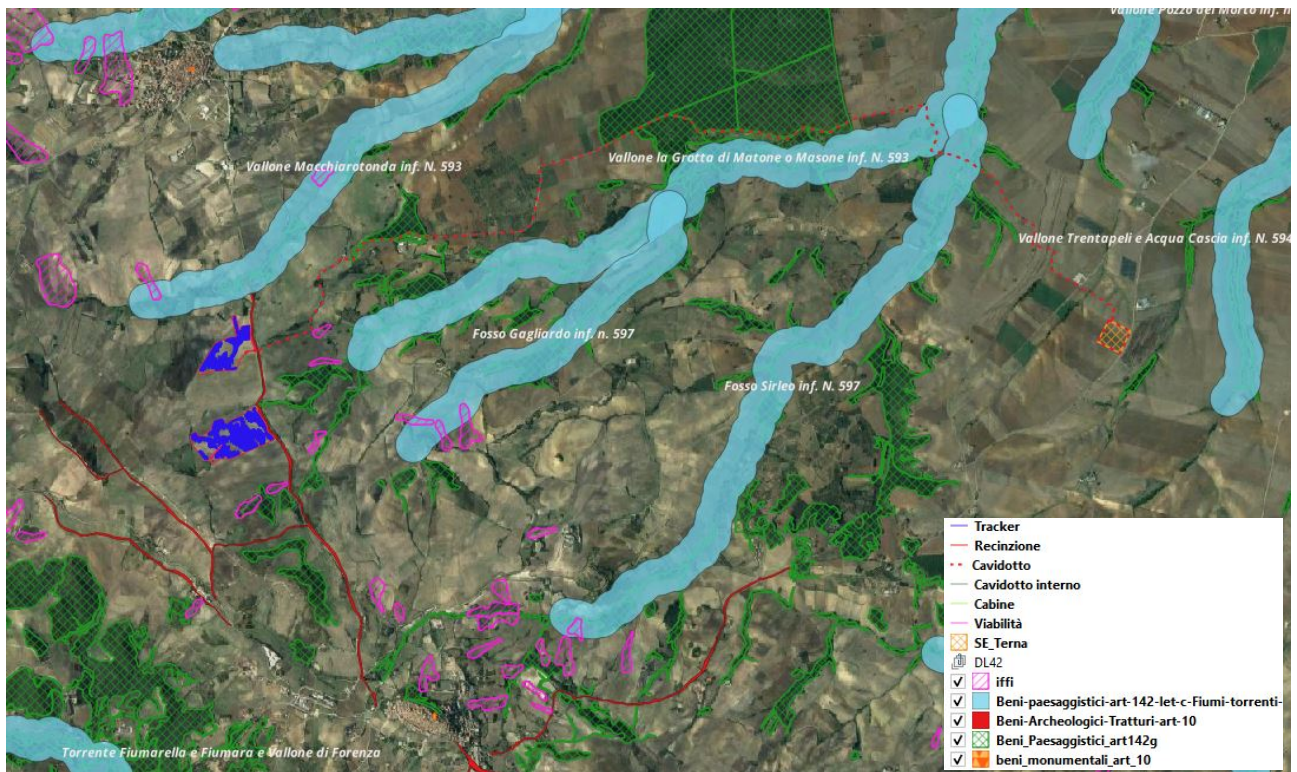 Vallone Pozzo del Morto inf. n
Vallone Macchiarotonda inf. N. 593
Vallone la Grotta di Matone o Masone inf. N. 593
Vallone Trentapeli e Acqua Cascia inf. N. 594
Fosso Gagliardo inf. n. 597
Fosso Sirleo inf. N. 597
Torrente Fiumarella e Fiumara e Vallone di Forenza
Tracker
Recinzione
Cavidotto
Cavidotto interno
Cabine
Viabilità
SE_Terna
DL42
iffi
Beni-paesaggistici-art-142-let-c-Fiumi-torrenti-
Beni-Archeologici-Tratturi-art-10
Beni_Paesaggistici_art142g
beni_monumentali_art_10